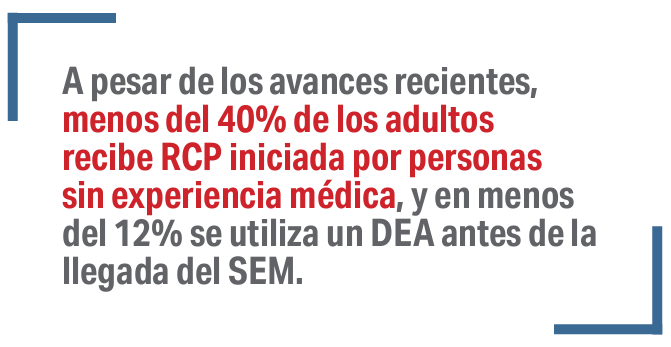 A pesar de los avances recientes,
menos del 40% de los adultos
recibe RCP iniciada por personas
sin experiencia médica, y en menos
del 12% se utiliza un DEA antes de la
llegada del SEM.